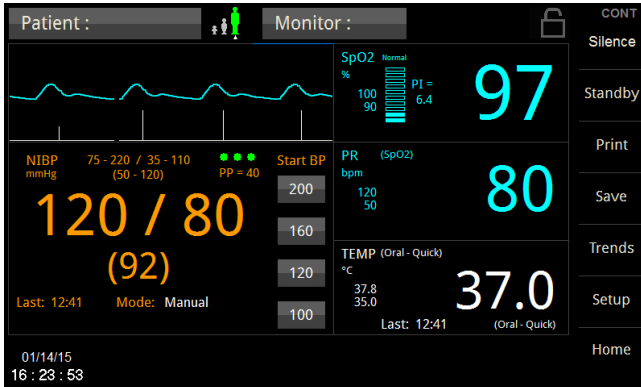 Patient :
Monitor :
CONT
Silence
Standby
Print
Save
Trends
Setup
Home
SpO2 Normal
%
100
90
PI =
6.4
97
NIBP
mmHg
75 - 220 / 35 - 110
(50 - 120)
PP = 40
Start BP
120 / 80
(92)
200
160
120
100
Last: 12:41 Mode: Manual
PR (SpO2)
bpm
120
50
80
TEMP (Oral - Quick)
°C
37.8
35.0
37.0
Last: 12:41 (Oral - Quick)
01/14/15
16 : 23 : 53